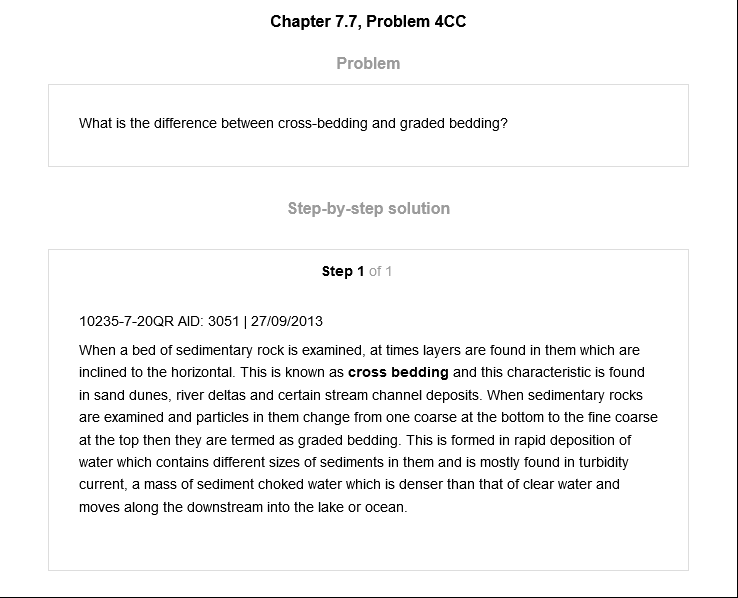 Chapter 7.7, Problem 4CC
Problem
What is the difference between cross-bedding and graded bedding?
Step-by-step solution
Step 1 of 1
10235-7-20QR AID: 3051 | 27/09/2013
When a bed of sedimentary rock is examined, at times layers are found in them which are
inclined to the horizontal. This is known as cross bedding and this characteristic is found
in sand dunes, river deltas and certain stream channel deposits. When sedimentary rocks
are examined and particles in them change from one coarse at the bottom to the fine coarse
at the top then they are termed as graded bedding. This is formed in rapid deposition of
water which contains different sizes of sediments in them and is mostly found in turbidity
current, a mass of sediment choked water which is denser than that of clear water and
moves along the downstream into the lake or ocean.